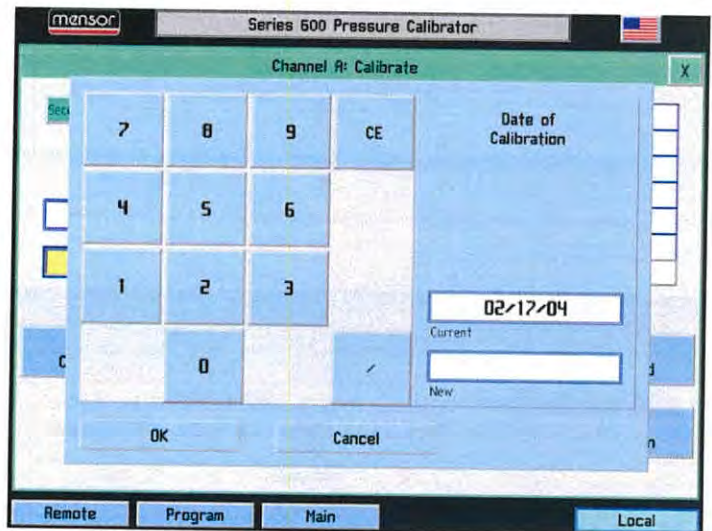 mensor
Series 600 Pressure Calibrator
Channel A: Calibrate
X
7 8 9 CE
Date of
Calibration
4 5 6
1 2 3
02/17/04
Current
0 /
New
OK Cancel
Remote Program Main Local